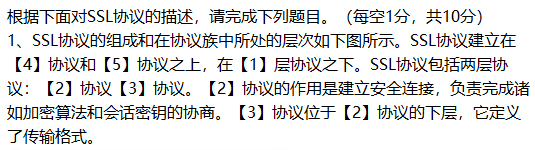 根据下面对SSL协议的描述，请完成下列题目。（每空1分，共10分）
1、SSL协议的组成和在协议族中所处的层次如下图所示。SSL协议建立在
【4】协议和【5】协议之上，在【1】层协议之下。SSL协议包括两层协
议：【2】协议【3】协议。【2】协议的作用是建立安全连接，负责完成诸
如加密算法和会话密钥的协商。【3】协议位于【2】协议的下层，它定义
了传输格式。